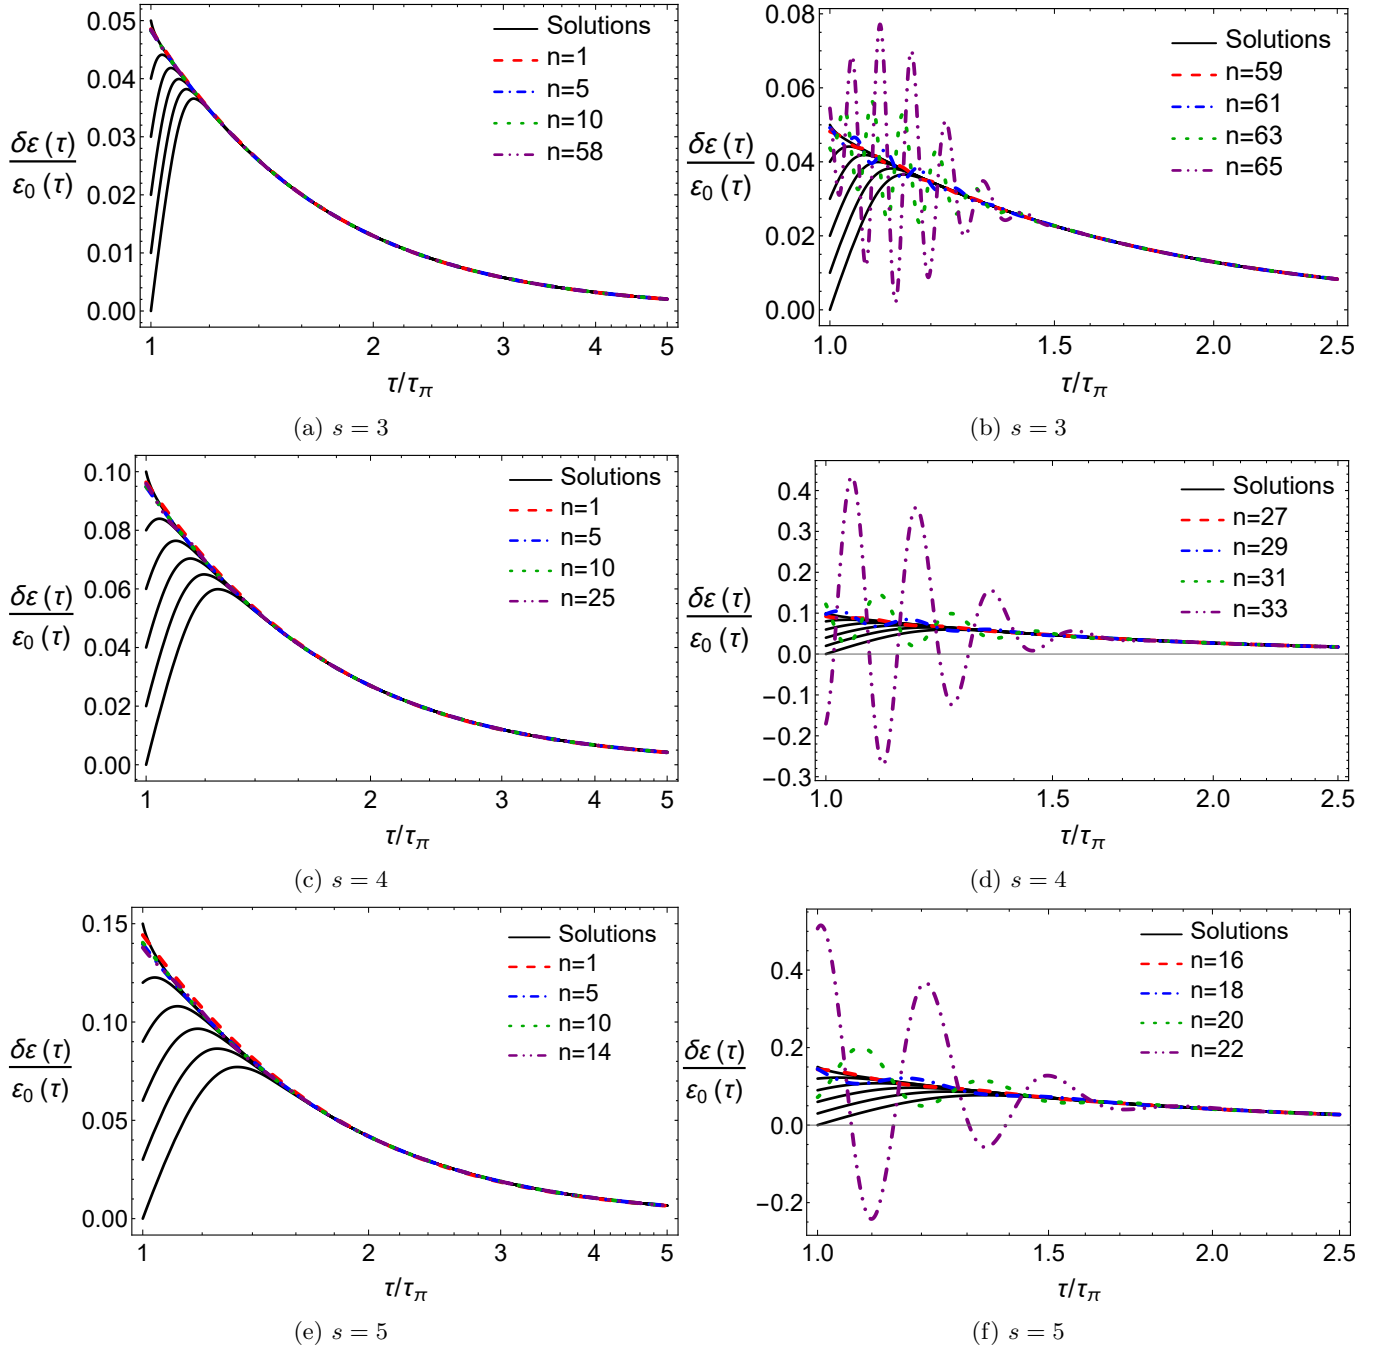 δε (τ)
ε₀ (τ)
0.05
0.04
0.03
0.02
0.01
0.00
Solutions
n=1
n=5
n=10
n=58
1
2
3
4
5
τ/τπ
(a) s = 3
δε (τ)
ε₀ (τ)
0.08
0.06
0.04
0.02
0.00
Solutions
n=59
n=61
n=63
n=65
1.0
1.5
2.0
2.5
τ/τπ
(b) s = 3
δε (τ)
ε₀ (τ)
0.10
0.08
0.06
0.04
0.02
0.00
Solutions
n=1
n=5
n=10
n=25
1
2
3
4
5
τ/τπ
(c) s = 4
δε (τ)
ε₀ (τ)
0.4
0.3
0.2
0.1
0.0
−0.1
−0.2
−0.3
Solutions
n=27
n=29
n=31
n=33
1.0
1.5
2.0
2.5
τ/τπ
(d) s = 4
δε (τ)
ε₀ (τ)
0.15
0.10
0.05
0.00
Solutions
n=1
n=5
n=10
n=14
1
2
3
4
5
τ/τπ
(e) s = 5
δε (τ)
ε₀ (τ)
0.4
0.2
0.0
−0.2
Solutions
n=16
n=18
n=20
n=22
1.0
1.5
2.0
2.5
τ/τπ
(f) s = 5